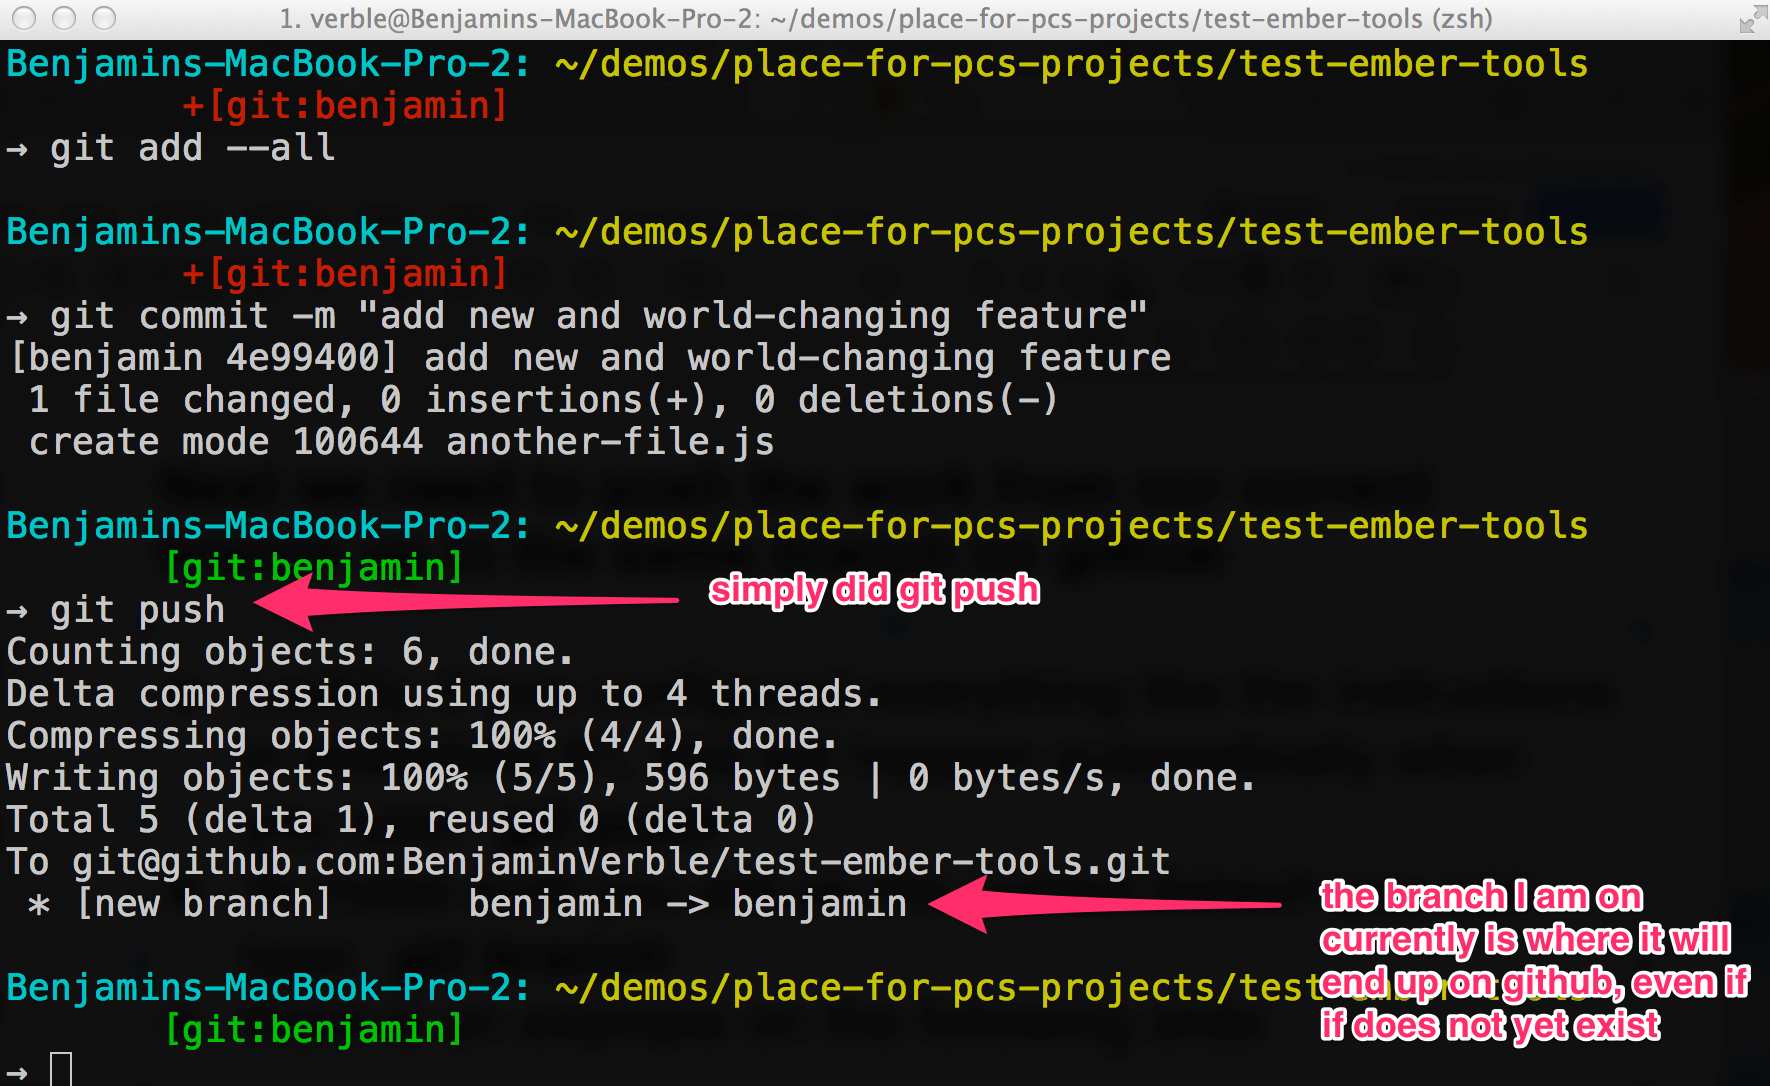 1. verble@Benjamins-MacBook-Pro-2: ~/demos/place-for-pcs-projects/test-ember-tools (zsh)
Benjamins-MacBook-Pro-2: ~/demos/place-for-pcs-projects/test-ember-tools
+[git:benjamin]
→ git add --all
Benjamins-MacBook-Pro-2: ~/demos/place-for-pcs-projects/test-ember-tools
+[git:benjamin]
→ git commit -m "add new and world-changing feature"
[benjamin 4e99400] add new and world-changing feature
1 file changed, 0 insertions(+), 0 deletions(-)
create mode 100644 another-file.js
Benjamins-MacBook-Pro-2: ~/demos/place-for-pcs-projects/test-ember-tools
[git:benjamin]
→ git push
simply did git push
Counting objects: 6, done.
Delta compression using up to 4 threads.
Compressing objects: 100% (4/4), done.
Writing objects: 100% (5/5), 596 bytes | 0 bytes/s, done.
Total 5 (delta 1), reused 0 (delta 0)
To git@github.com:BenjaminVerble/test-ember-tools.git
* [new branch] benjamin -> benjamin
the branch I am on
currently is where it will
end up on github, even if
if does not yet exist
Benjamins-MacBook-Pro-2: ~/demos/place-for-pcs-projects/test-ember-tools
[git:benjamin]
→